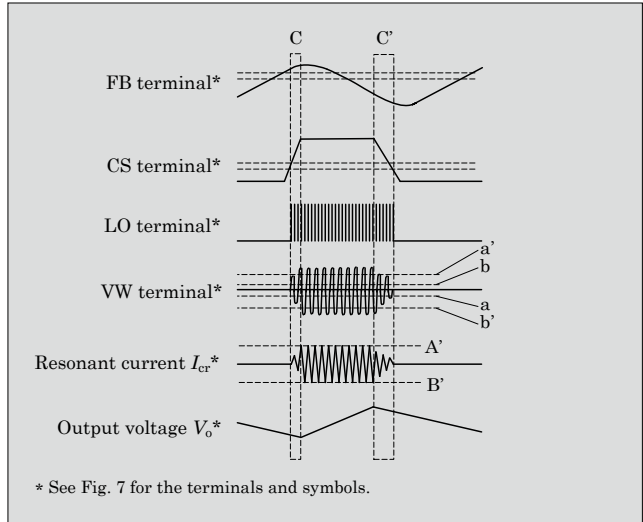 C C’
FB terminal*
CS terminal*
LO terminal*
a’
b
VW terminal*
a
b’
A’
Resonant current Icr*
B’
Output voltage Vo*
* See Fig. 7 for the terminals and symbols.